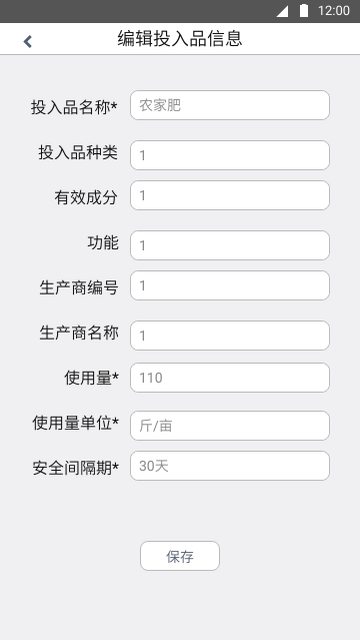 12:00
编辑投入品信息
投入品名称* 农家肥
投入品种类 1
有效成分 1
功能 1
生产商编号 1
生产商名称 1
使用量* 110
使用量单位* 斤/亩
安全间隔期* 30天
保存